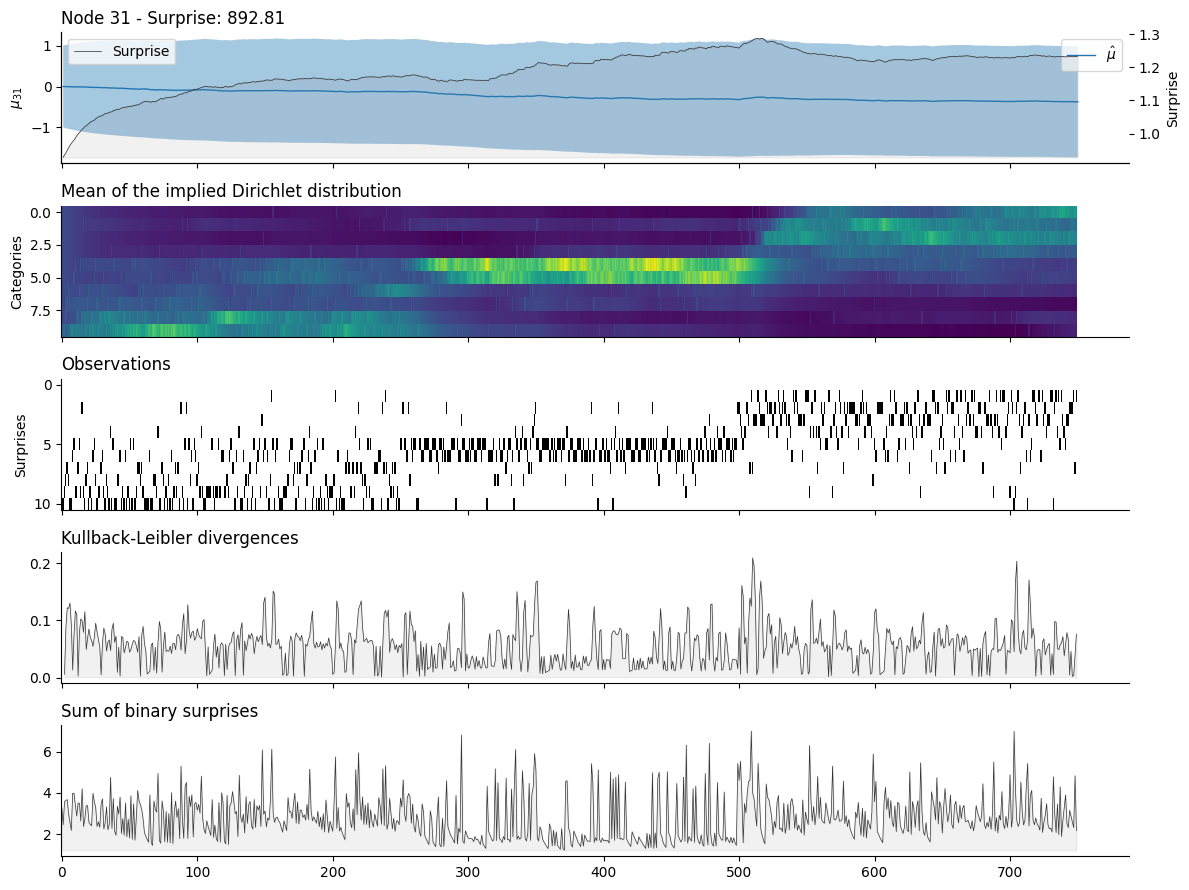 Node 31 - Surprise: 892.81
1
0
−1
μ31
Surprise
μ̂
1.3
1.2
1.1
1.0
Surprise
Mean of the implied Dirichlet distribution
0.0
2.5
5.0
7.5
Categories
Observations
0
5
10
Surprises
Kullback-Leibler divergences
0.2
0.1
0.0
Sum of binary surprises
6
4
2
0 100 200 300 400 500 600 700